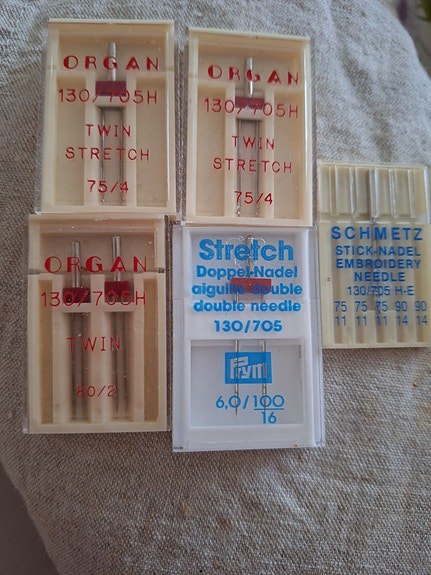 ORGAN
130/705H
TWIN
STRETCH
75/4
ORGAN
130/705H
TWIN
STRETCH
75/4
SCHMETZ
STICK-NADEL
EMBROIDERY
NEEDLE
130/705 H-E
75 75 75 90 90
11 11 11 14 14
ORGAN
130/705H
TWIN
80/2
Stretch
Doppel-Nadel
aiguille double
double needle
130/705
Prym
6,0/100
16